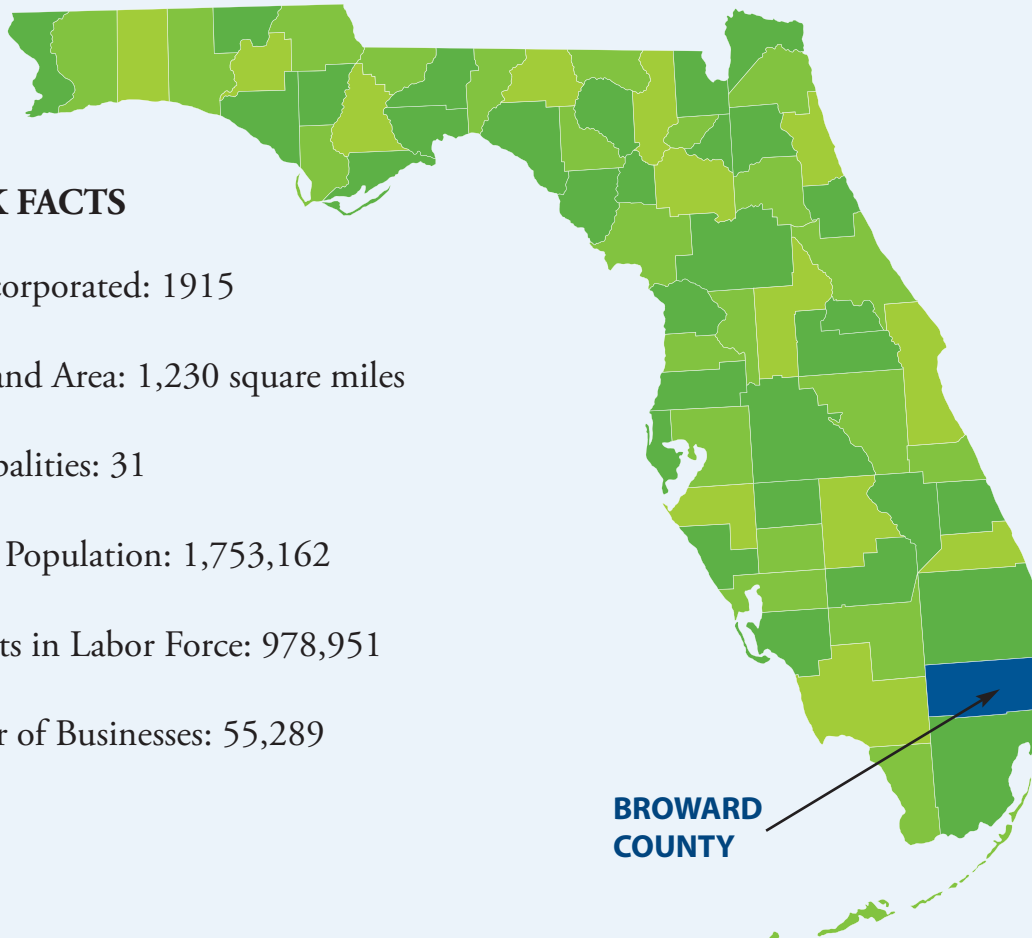 K FACTS
corporated: 1915
and Area: 1,230 square miles
palities: 31
Population: 1,753,162
ts in Labor Force: 978,951
r of Businesses: 55,289
BROWARD
COUNTY